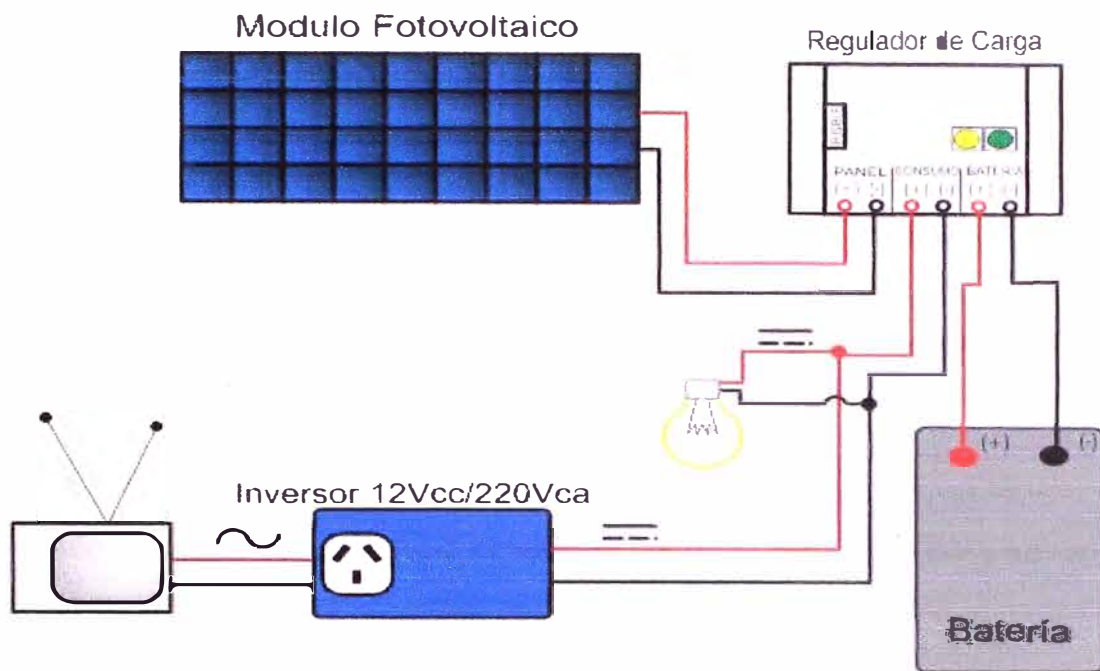 Modulo Fotovoltaico
Regulador de Carga
PANEL CONSUMO BATERIA
(+) (-) (+) (-) (+) (-)
(+) (-)
Inversor 12Vcc/220Vca
Batería